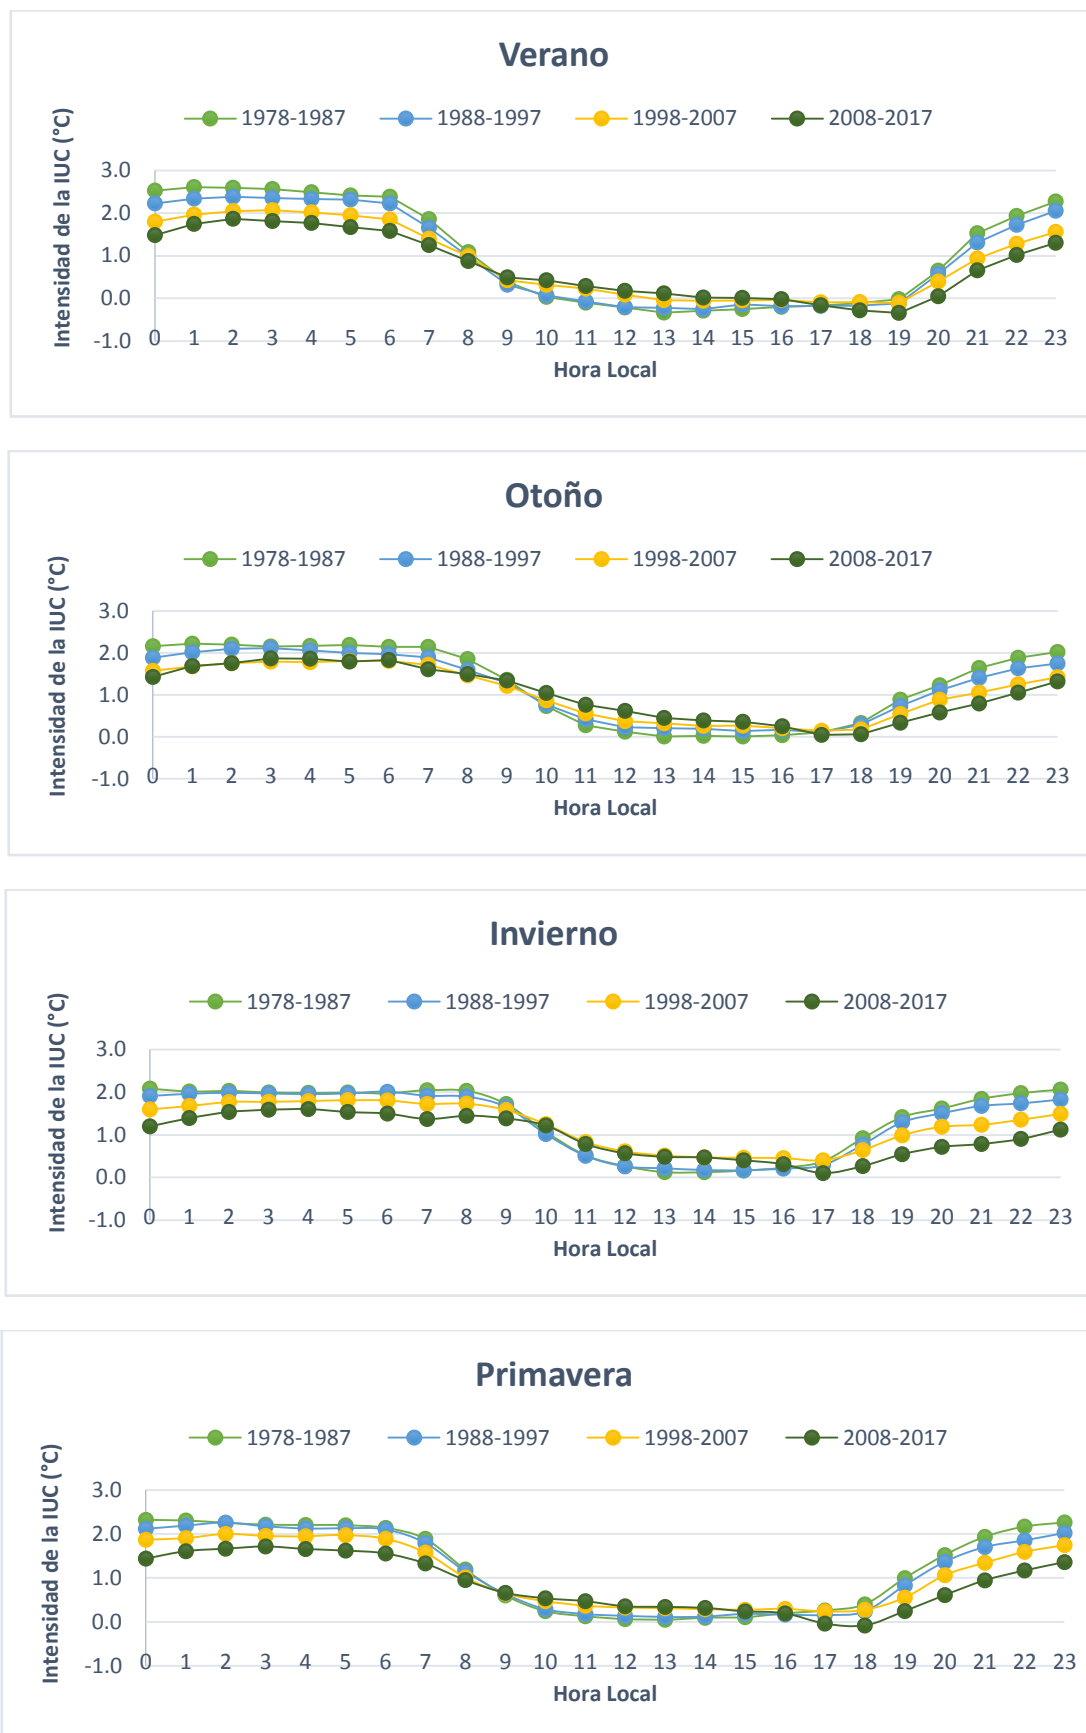 Verano
1978-1987 1988-1997 1998-2007 2008-2017
Intensidad de la IUC (°C)
3.0
2.0
1.0
0.0
-1.0
0 1 2 3 4 5 6 7 8 9 10 11 12 13 14 15 16 17 18 19 20 21 22 23
Hora Local
Otoño
1978-1987 1988-1997 1998-2007 2008-2017
Intensidad de la IUC (°C)
3.0
2.0
1.0
0.0
-1.0
0 1 2 3 4 5 6 7 8 9 10 11 12 13 14 15 16 17 18 19 20 21 22 23
Hora Local
Invierno
1978-1987 1988-1997 1998-2007 2008-2017
Intensidad de la IUC (°C)
3.0
2.0
1.0
0.0
-1.0
0 1 2 3 4 5 6 7 8 9 10 11 12 13 14 15 16 17 18 19 20 21 22 23
Hora Local
Primavera
1978-1987 1988-1997 1998-2007 2008-2017
Intensidad de la IUC (°C)
3.0
2.0
1.0
0.0
-1.0
0 1 2 3 4 5 6 7 8 9 10 11 12 13 14 15 16 17 18 19 20 21 22 23
Hora Local